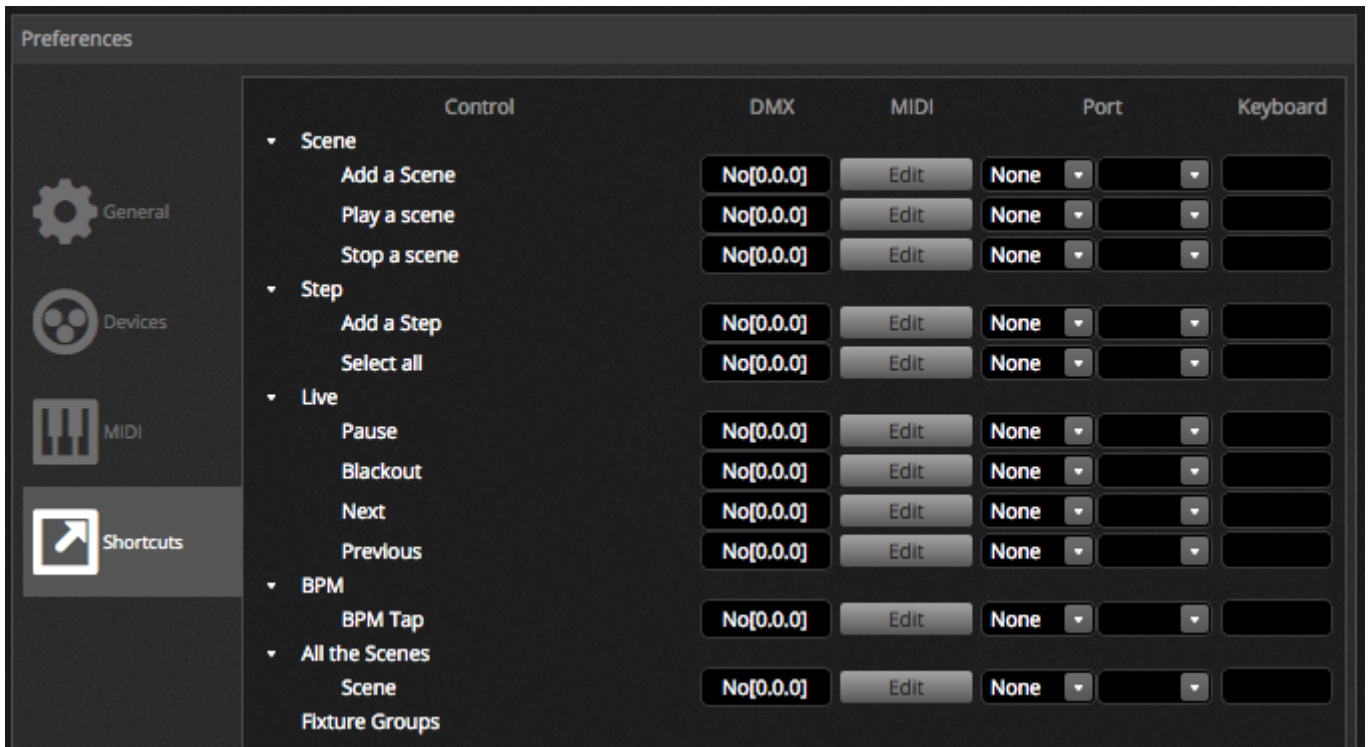 Preferences
Control DMX MIDI Port Keyboard
Scene
Add a Scene No[0.0.0] Edit None
General
Play a scene No[0.0.0] Edit None
Stop a scene No[0.0.0] Edit None
Step
Devices
Add a Step No[0.0.0] Edit None
Select all No[0.0.0] Edit None
Live
MIDI
Pause No[0.0.0] Edit None
Blackout No[0.0.0] Edit None
Next No[0.0.0] Edit None
Shortcuts
Previous No[0.0.0] Edit None
BPM
BPM Tap No[0.0.0] Edit None
All the Scenes
Scene No[0.0.0] Edit None
Fixture Groups